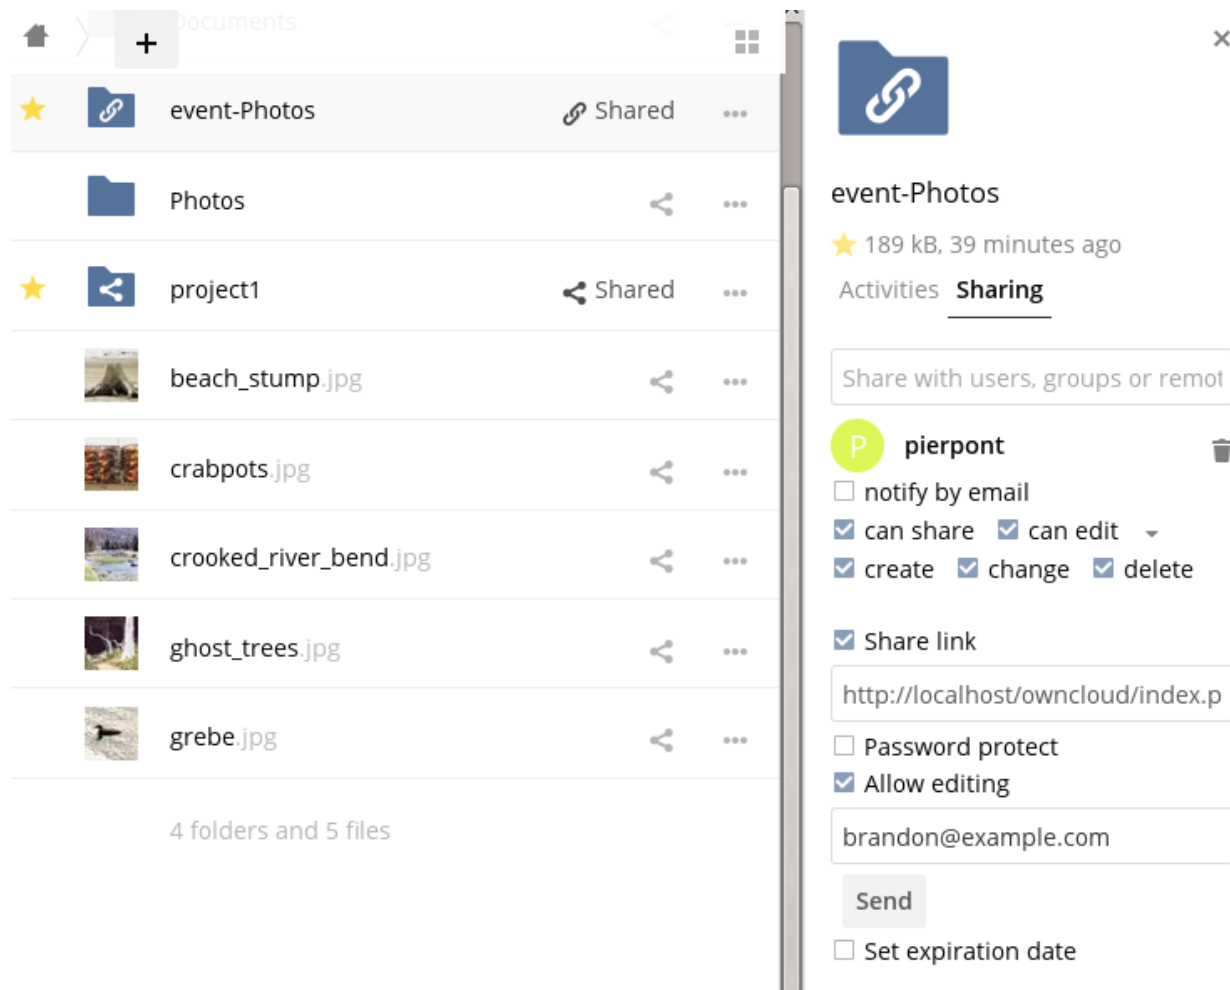 Documents
+
event-Photos Shared ...
Photos ...
project1 Shared ...
beach_stump.jpg ...
crabpots.jpg ...
crooked_river_bend.jpg ...
ghost_trees.jpg ...
grebe.jpg ...
4 folders and 5 files
event-Photos
189 kB, 39 minutes ago
Activities Sharing
Share with users, groups or remot
P pierpont
notify by email
can share can edit
create change delete
Share link
http://localhost/owncloud/index.p
Password protect
Allow editing
brandon@example.com
Send
Set expiration date